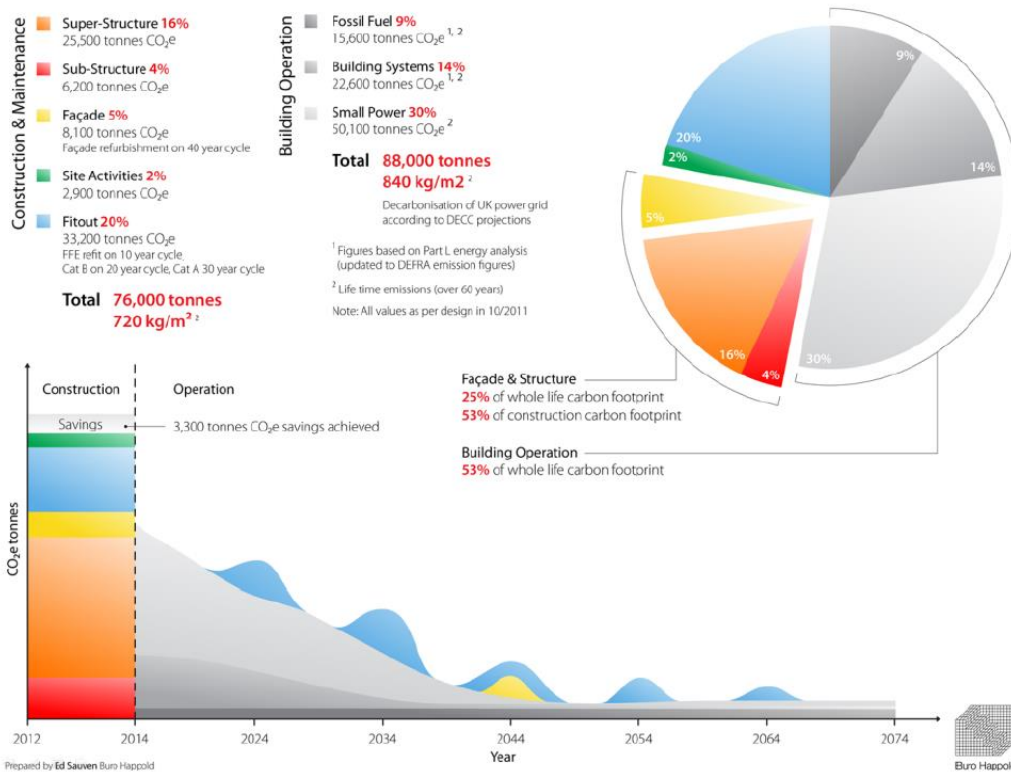 Construction & Maintenance
Super-Structure 16%
25,500 tonnes CO₂e
Sub-Structure 4%
6,200 tonnes CO₂e
Façade 5%
8,100 tonnes CO₂e
Façade refurbishment on 40 year cycle
Site Activities 2%
2,900 tonnes CO₂e
Fitout 20%
33,200 tonnes CO₂e
FFE refit on 10 year cycle
Cat B on 20 year cycle, Cat A 30 year cycle
Total 76,000 tonnes
720 kg/m² ²
Building Operation
Fossil Fuel 9%
15,600 tonnes CO₂e ¹, ²
Building Systems 14%
22,600 tonnes CO₂e ¹, ²
Small Power 30%
50,100 tonnes CO₂e ²
Total 88,000 tonnes
840 kg/m2 ²
Decarbonisation of UK power grid
according to DECC projections
¹ Figures based on Part L energy analysis
(updated to DEFRA emission figures)
² Life time emissions (over 60 years)
Note: All values as per design in 10/2011
9%
14%
30%
4%
16%
5%
2%
20%
Façade & Structure
25% of whole life carbon footprint
53% of construction carbon footprint
Building Operation
53% of whole life carbon footprint
Construction
Operation
Savings
3,300 tonnes CO₂e savings achieved
CO₂e tonnes
2012
2014
2024
2034
2044
2054
2064
2074
Year
Prepared by Ed Sauven Buro Happold
Buro Happold